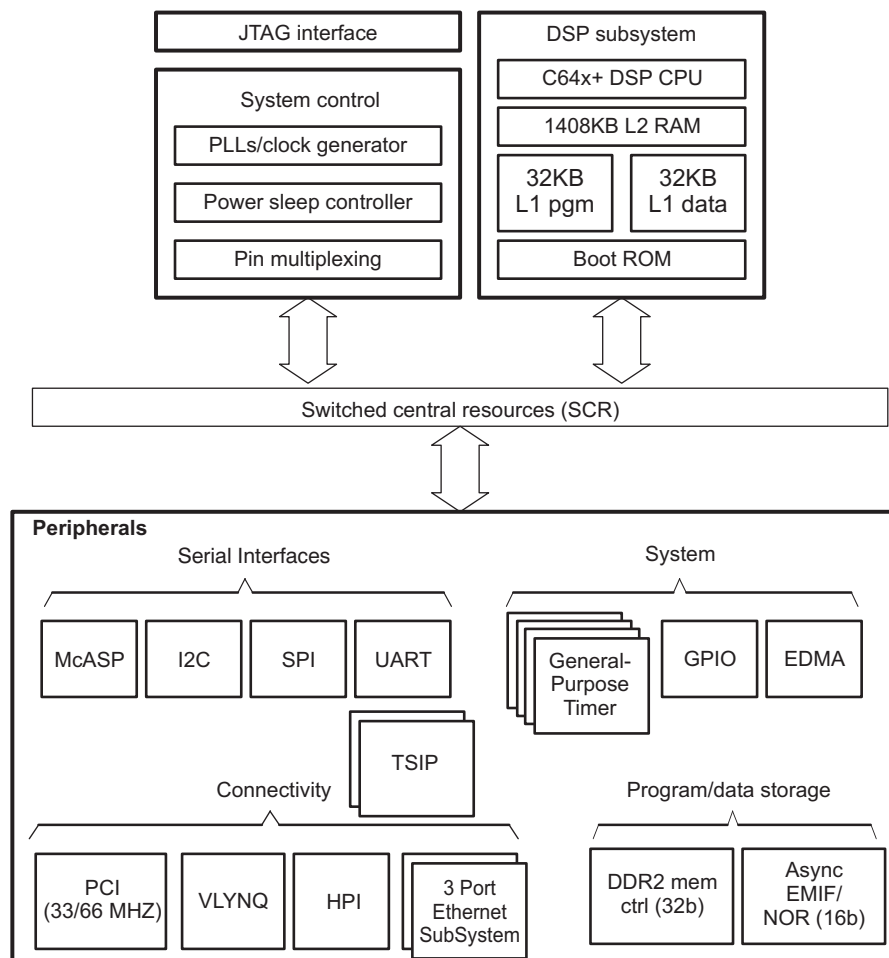 JTAG interface
System control
PLLs/clock generator
Power sleep controller
Pin multiplexing
DSP subsystem
C64x+ DSP CPU
1408KB L2 RAM
32KB
L1 pgm
32KB
L1 data
Boot ROM
Switched central resources (SCR)
Peripherals
Serial Interfaces
McASP
I2C
SPI
UART
TSIP
System
General-
Purpose
Timer
GPIO
EDMA
Connectivity
PCI
(33/66 MHZ)
VLYNQ
HPI
3 Port
Ethernet
SubSystem
Program/data storage
DDR2 mem
ctrl (32b)
Async
EMIF/
NOR (16b)